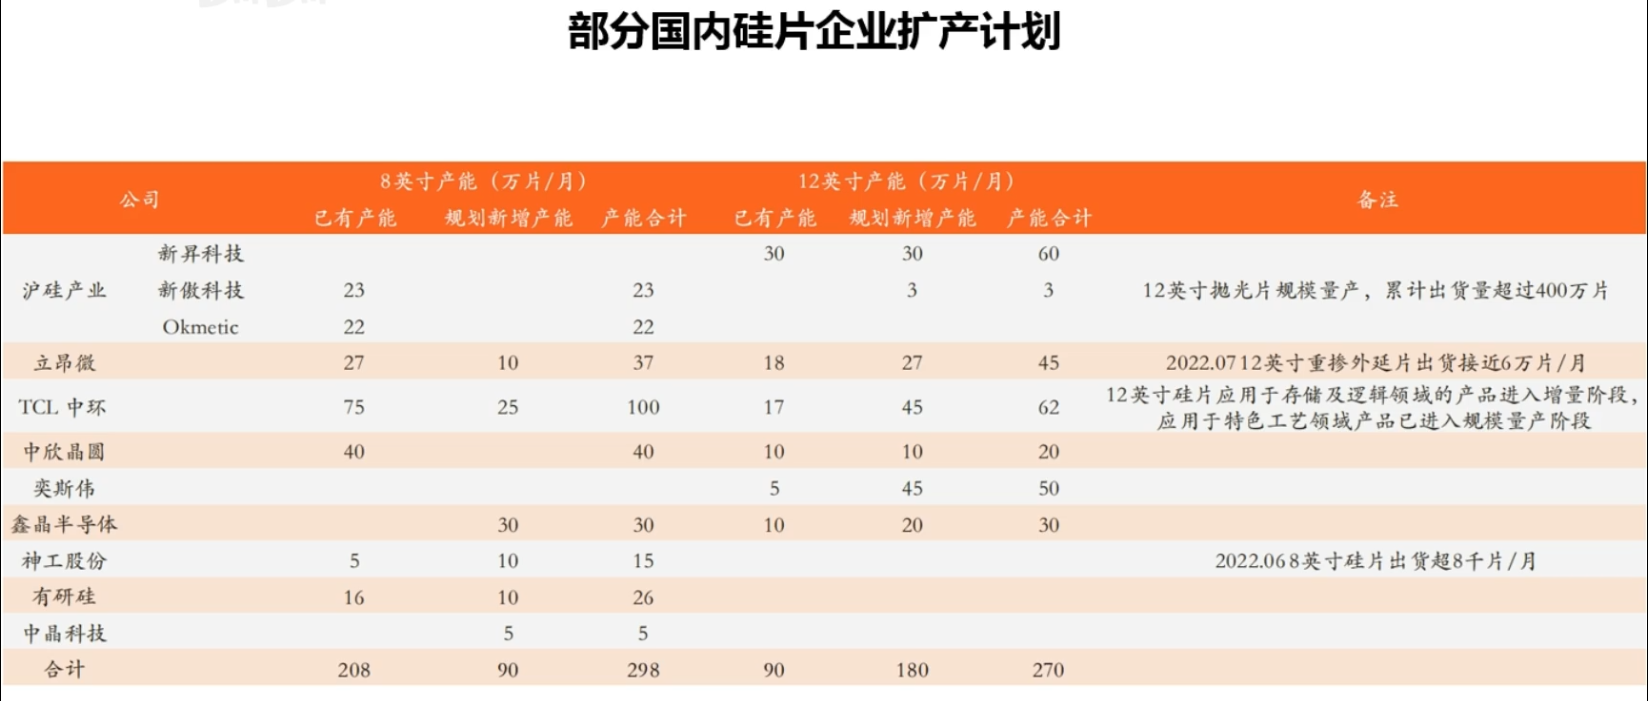 部分国内硅片企业扩产计划
公司 8英寸产能（万片/月） 12英寸产能（万片/月） 备注
已有产能 规划新增产能 产能合计 已有产能 规划新增产能 产能合计
新昇科技 30 30 60
沪硅产业 新傲科技 23 23 3 3 12英寸抛光片规模量产，累计出货量超过400万片
Okmetic 22 22
立昂微 27 10 37 18 27 45 2022.0712英寸重掺外延片出货接近6万片/月
TCL 中环 75 25 100 17 45 62 12英寸硅片应用于存储及逻辑领域的产品进入增量阶段，
应用于特色工艺领域产品已进入规模量产阶段
中欣晶圆 40 40 10 10 20
奕斯伟 5 45 50
鑫晶半导体 30 30 10 20 30
神工股份 5 10 15 2022.068英寸硅片出货超8千片/月
有研硅 16 10 26
中晶科技 5 5
合计 208 90 298 90 180 270